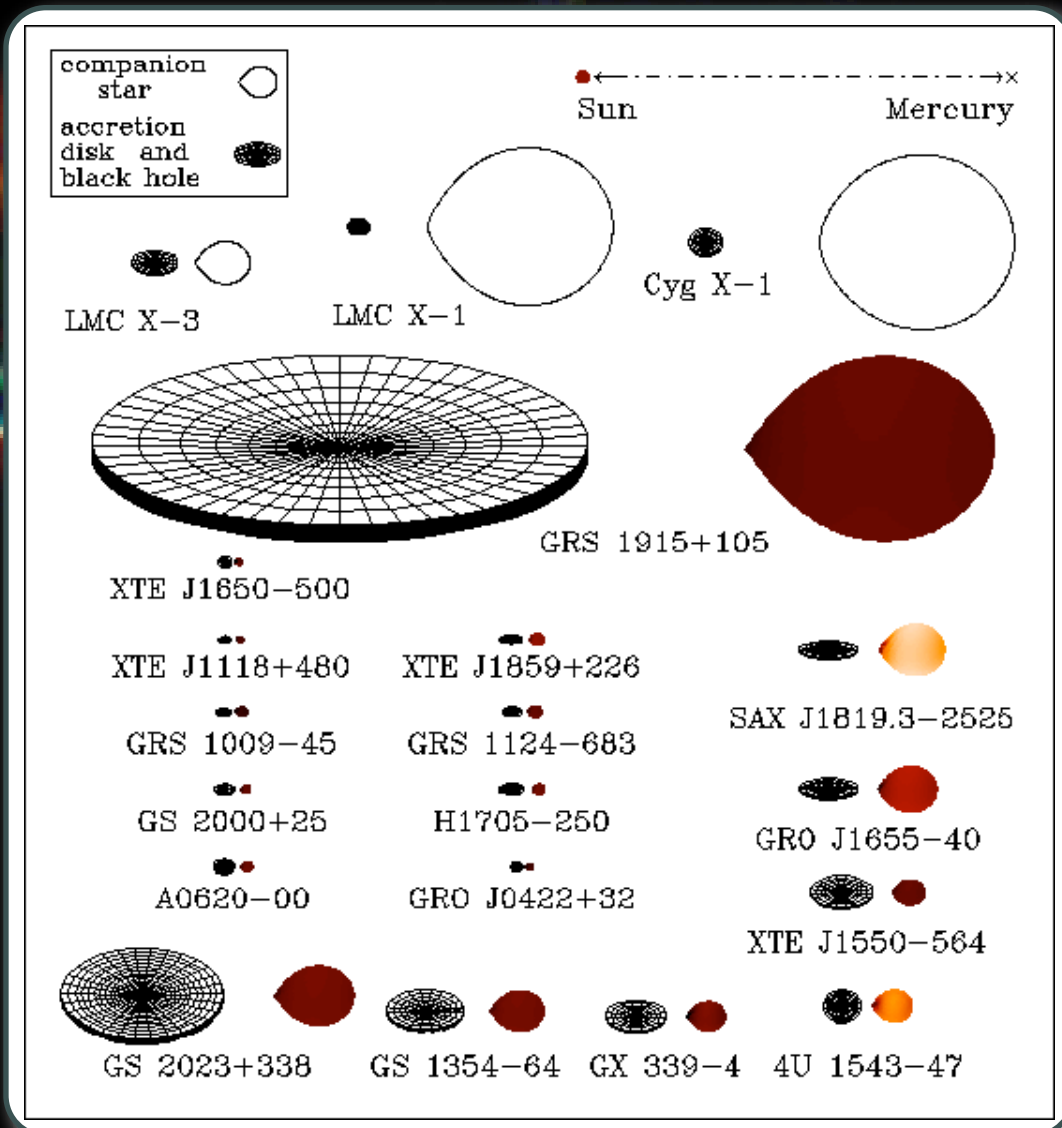 companion
star
accretion
disk and
black hole
Sun
Mercury
LMC X-3
LMC X-1
Cyg X-1
GRS 1915+105
XTE J1650-500
XTE J1118+480
XTE J1859+226
SAX J1819.3-2525
GRS 1009-45
GRS 1124-683
GS 2000+25
H1705-250
GRO J1655-40
A0620-00
GRO J0422+32
XTE J1550-564
GS 2023+338
GS 1354-64
GX 339-4
4U 1543-47